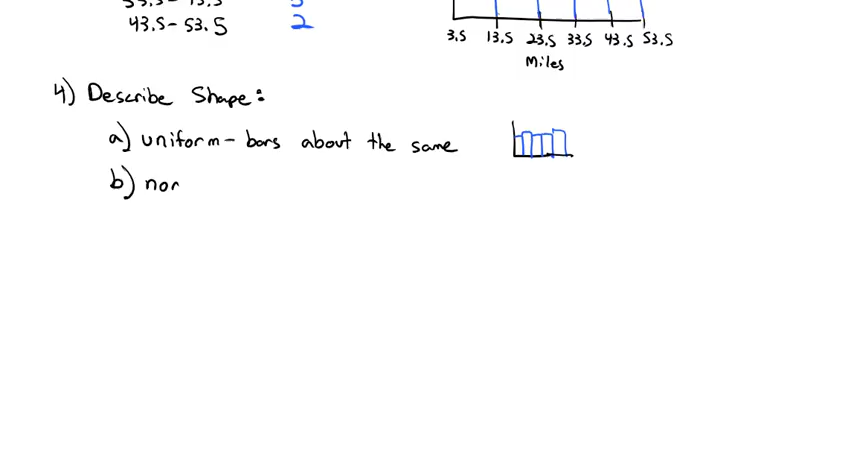 43.5 - 53.5 2
3.5 13.5 23.5 33.5 43.5 53.5
Miles
4) Describe Shape:
a) uniform - bars about the same
b) nor